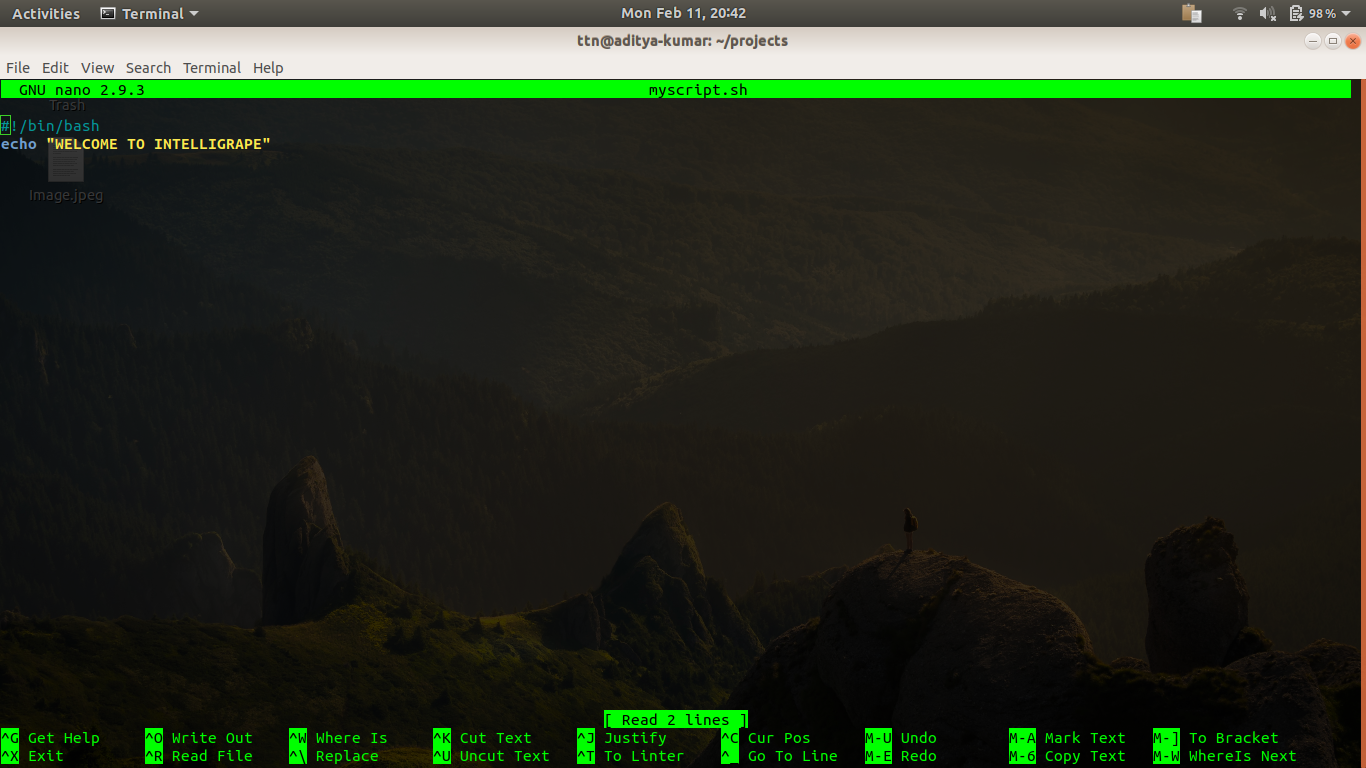 Activities Terminal Mon Feb 11, 20:42 98%
ttn@aditya-kumar: ~/projects
File Edit View Search Terminal Help
GNU nano 2.9.3 myscript.sh
Trash
#!/bin/bash
echo "WELCOME TO INTELLIGRAPE"
Image.jpeg
[ Read 2 lines ]
^G Get Help ^O Write Out ^W Where Is ^K Cut Text ^J Justify ^C Cur Pos M-U Undo M-A Mark Text M-] To Bracket
^X Exit ^R Read File ^\ Replace ^U Uncut Text ^T To Linter ^_ Go To Line M-E Redo M-6 Copy Text M-W WhereIs Next